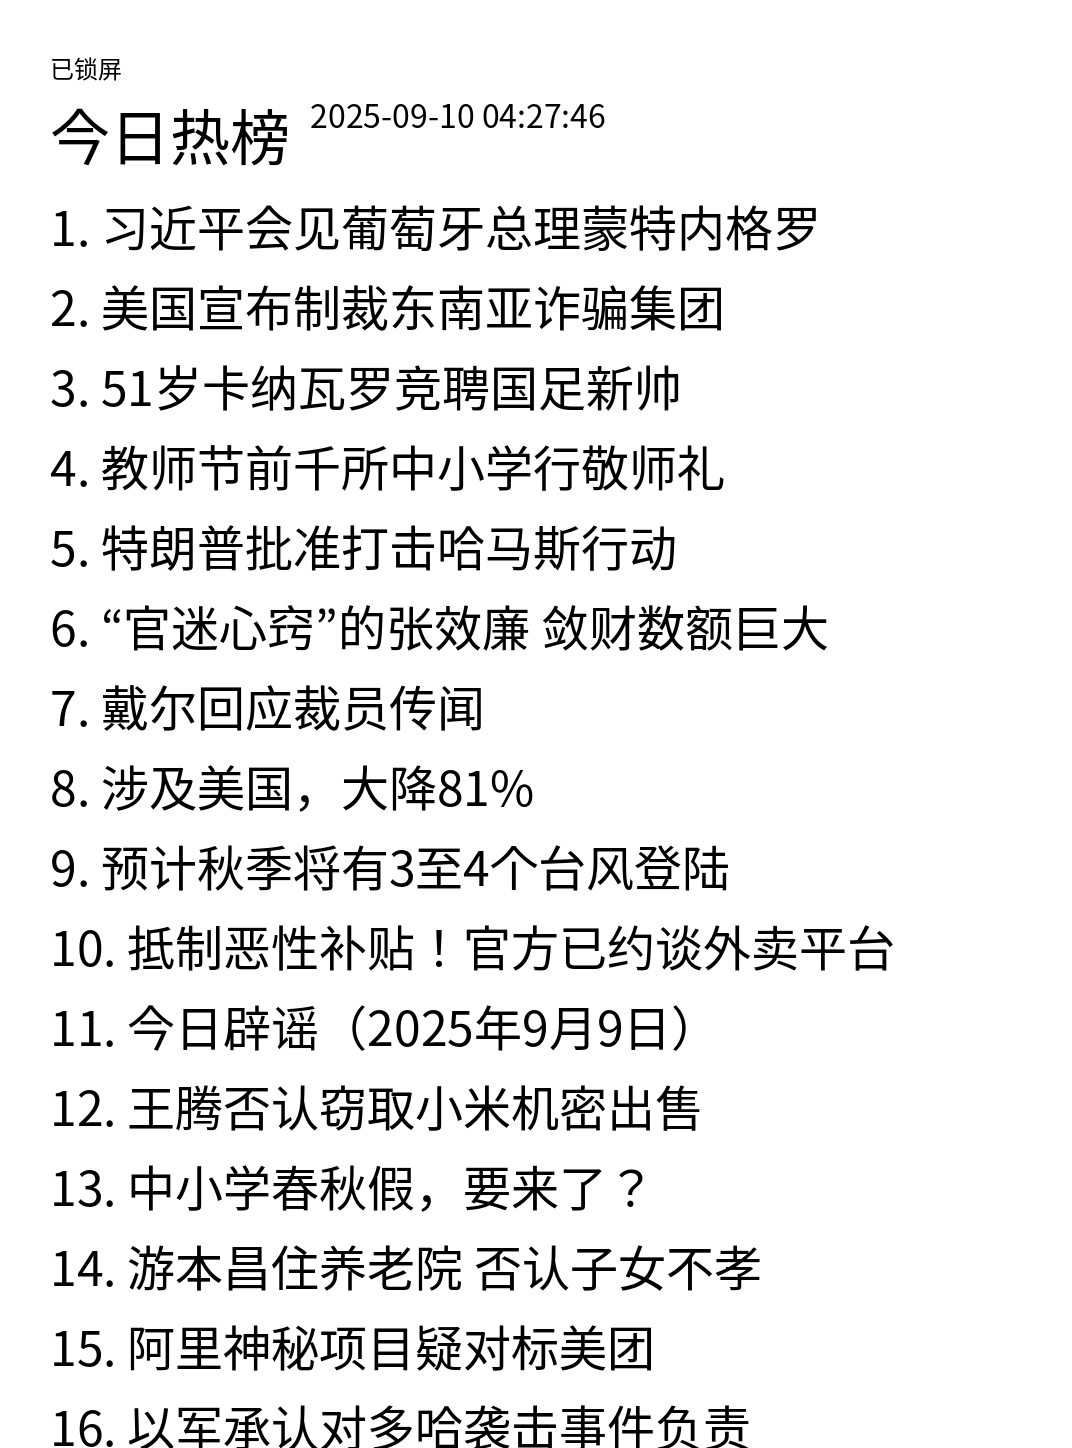 已锁屏
今日热榜 2025-09-10 04:27:46
1. 习近平会见葡萄牙总理蒙特内格罗
2. 美国宣布制裁东南亚诈骗集团
3. 51岁卡纳瓦罗竞聘国足新帅
4. 教师节前千所中小学行敬师礼
5. 特朗普批准打击哈马斯行动
6. “官迷心窍”的张效廉 敛财数额巨大
7. 戴尔回应裁员传闻
8. 涉及美国，大降81%
9. 预计秋季将有3至4个台风登陆
10. 抵制恶性补贴！官方已约谈外卖平台
11. 今日辟谣（2025年9月9日）
12. 王腾否认窃取小米机密出售
13. 中小学春秋假，要来了？
14. 游本昌住养老院 否认子女不孝
15. 阿里神秘项目疑对标美团
16. 以军承认对多哈袭击事件负责